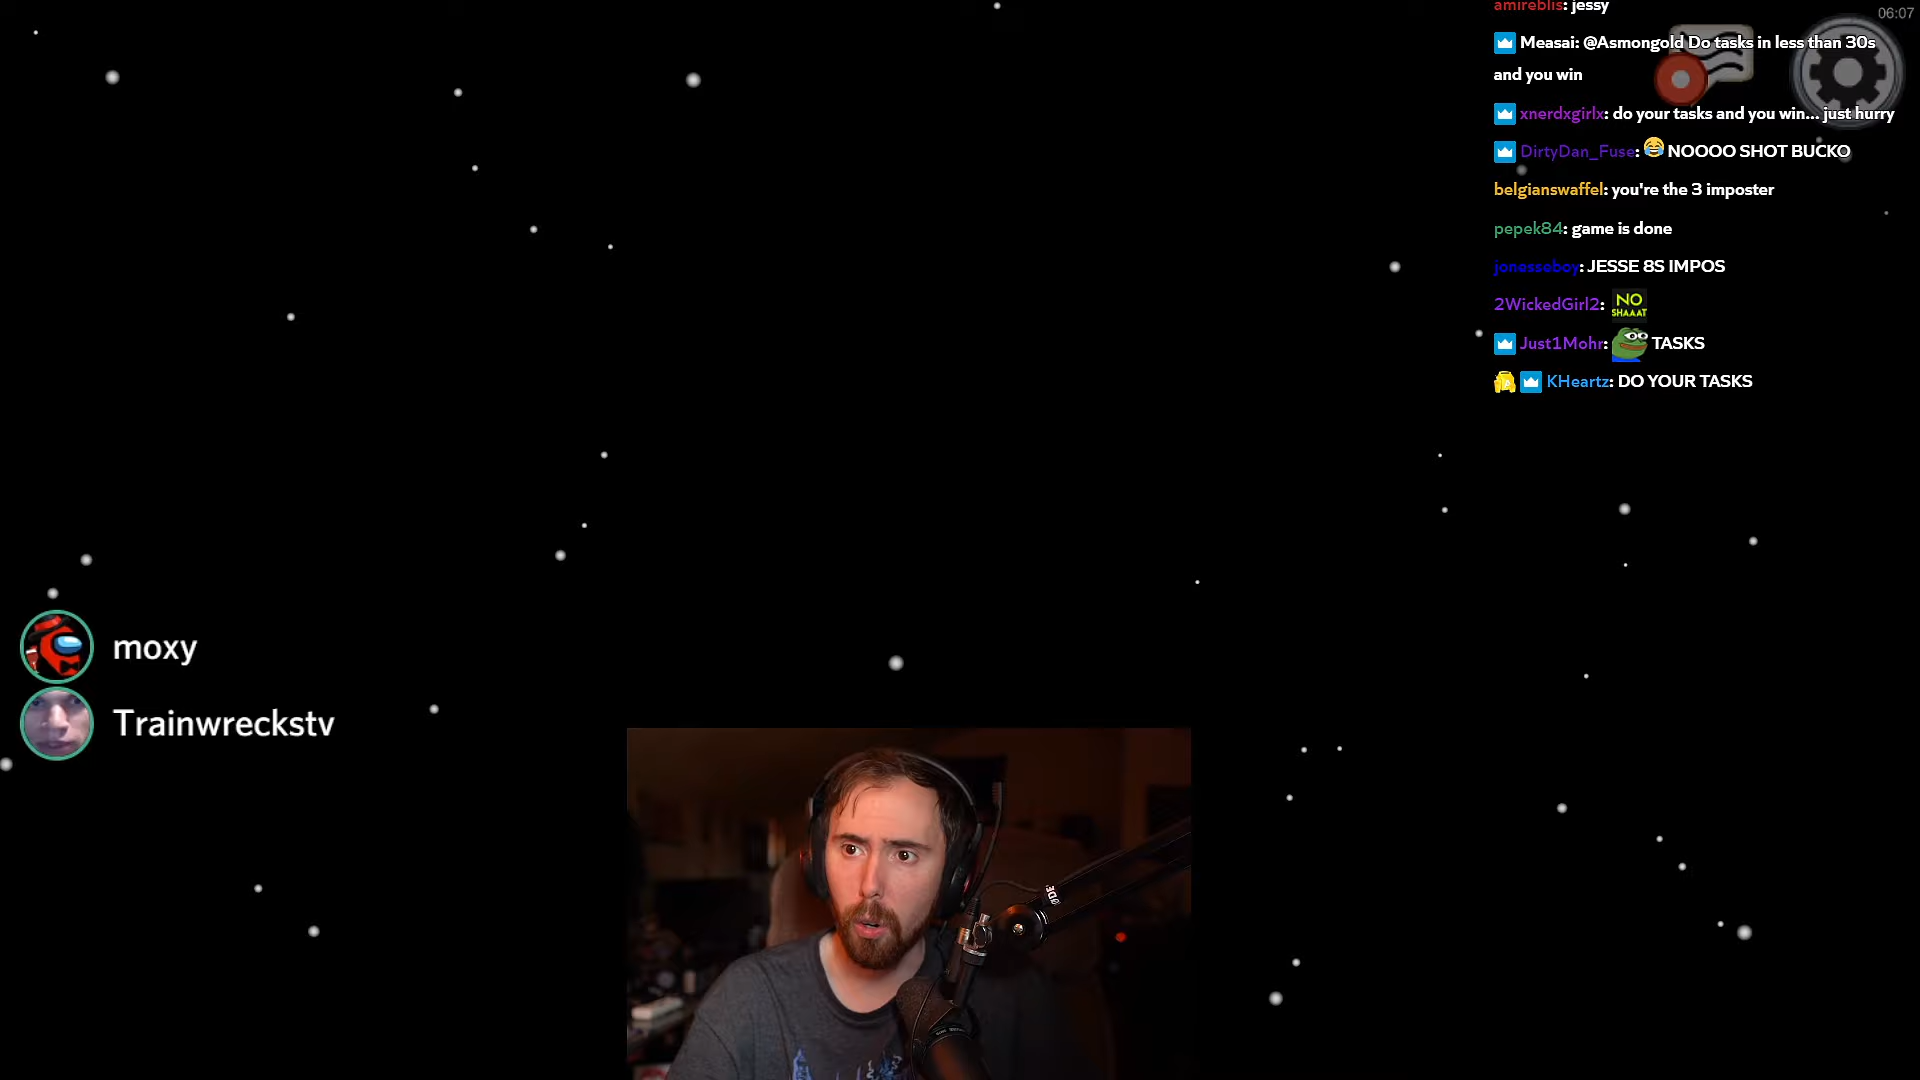 amireblis: jessy
06:07
Measai: @Asmongold Do tasks in less than 30s
and you win
xnerdxgirlx: do your tasks and you win... just hurry
DirtyDan_Fuse: NOOOO SHOT BUCKO
belgianswaffel: you're the 3 imposter
pepek84: game is done
jonesseboy: JESSE 8S IMPOS
2WickedGirl2: NO
SHAAAT
Just1Mohr: TASKS
KHeartz: DO YOUR TASKS
moxy
Trainwreckstv